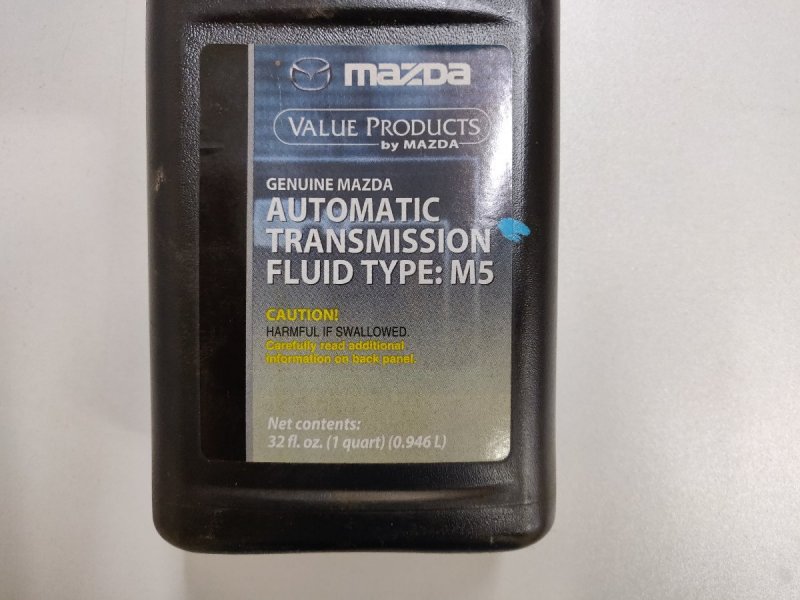 mazda
VALUE PRODUCTS
by MAZDA
GENUINE MAZDA
AUTOMATIC
TRANSMISSION
FLUID TYPE: M5
CAUTION!
HARMFUL IF SWALLOWED.
Carefully read additional
information on back panel.
Net contents:
32 fl. oz. (1 quart) (0.946 L)